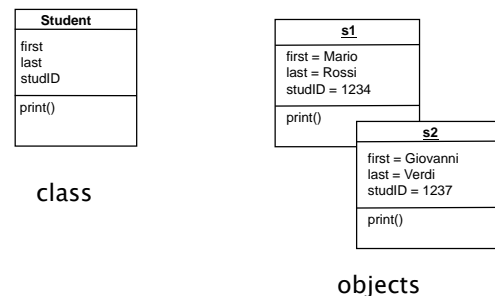 Student
first
last
studID
print()
class
s1
first = Mario
last = Rossi
studID = 1234
print()
s2
first = Giovanni
last = Verdi
studID = 1237
print()
objects